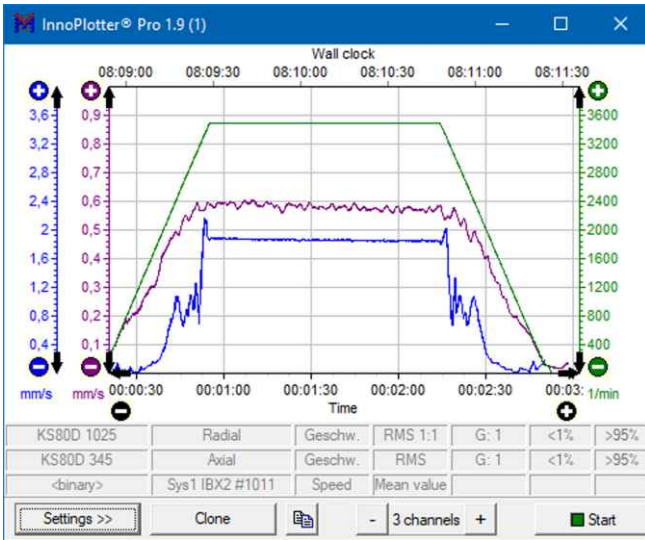 InnoPlotter® Pro 1.9 (1)
Wall clock
08:09:00 08:09:30 08:10:00 08:10:30 08:11:00 08:11:30
3,6 0,9 3600
3,2 0,8 3200
2,8 0,7 2800
2,4 0,6 2400
2 0,5 2000
1,6 0,4 1600
1,2 0,3 1200
0,8 0,2 800
0,4 0,1 400
mm/s mm/s 00:00:30 00:01:00 00:01:30 00:02:00 00:02:30 00:03: 1/min
Time
KS80D 1025 Radial Geschw. RMS 1:1 G: 1 <1% >95%
KS80D 345 Axial Geschw. RMS G: 1 <1% >95%
<binary> Sys1 IBX2 #1011 Speed Mean value
Settings >> Clone - 3 channels + Start